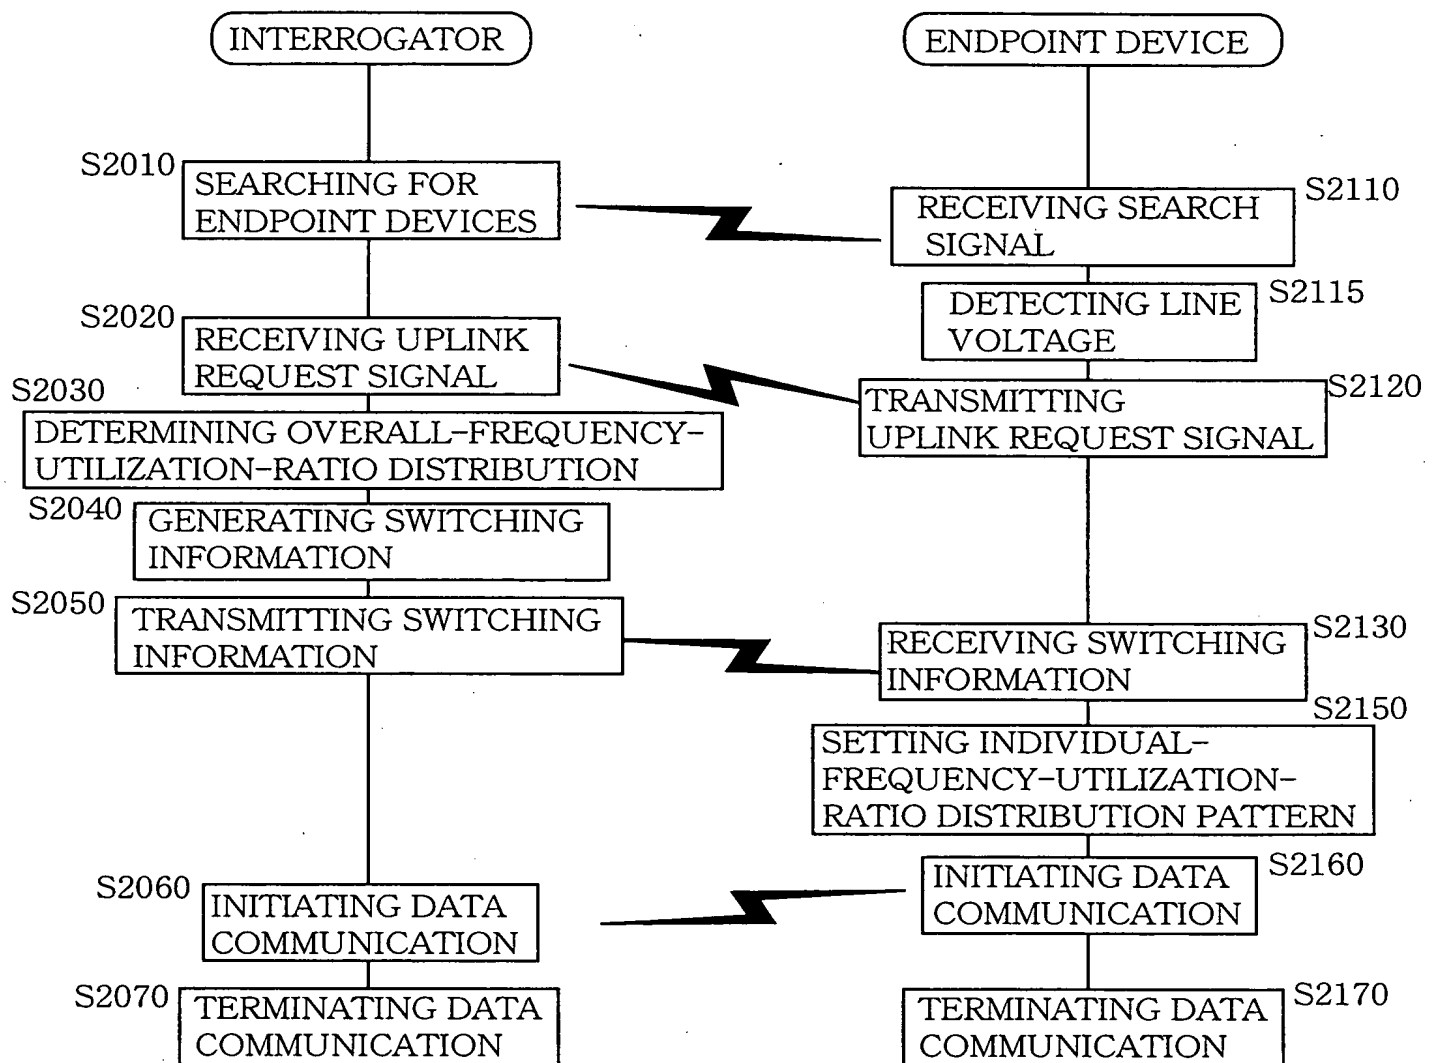 INTERROGATOR
ENDPOINT DEVICE
S2010
SEARCHING FOR
ENDPOINT DEVICES
S2110
RECEIVING SEARCH
SIGNAL
S2115
DETECTING LINE
VOLTAGE
S2020
RECEIVING UPLINK
REQUEST SIGNAL
S2120
TRANSMITTING
UPLINK REQUEST SIGNAL
S2030
DETERMINING OVERALL-FREQUENCY-
UTILIZATION-RATIO DISTRIBUTION
S2040
GENERATING SWITCHING
INFORMATION
S2050
TRANSMITTING SWITCHING
INFORMATION
S2130
RECEIVING SWITCHING
INFORMATION
S2150
SETTING INDIVIDUAL-
FREQUENCY-UTILIZATION-
RATIO DISTRIBUTION PATTERN
S2060
INITIATING DATA
COMMUNICATION
S2160
INITIATING DATA
COMMUNICATION
S2070
TERMINATING DATA
COMMUNICATION
S2170
TERMINATING DATA
COMMUNICATION